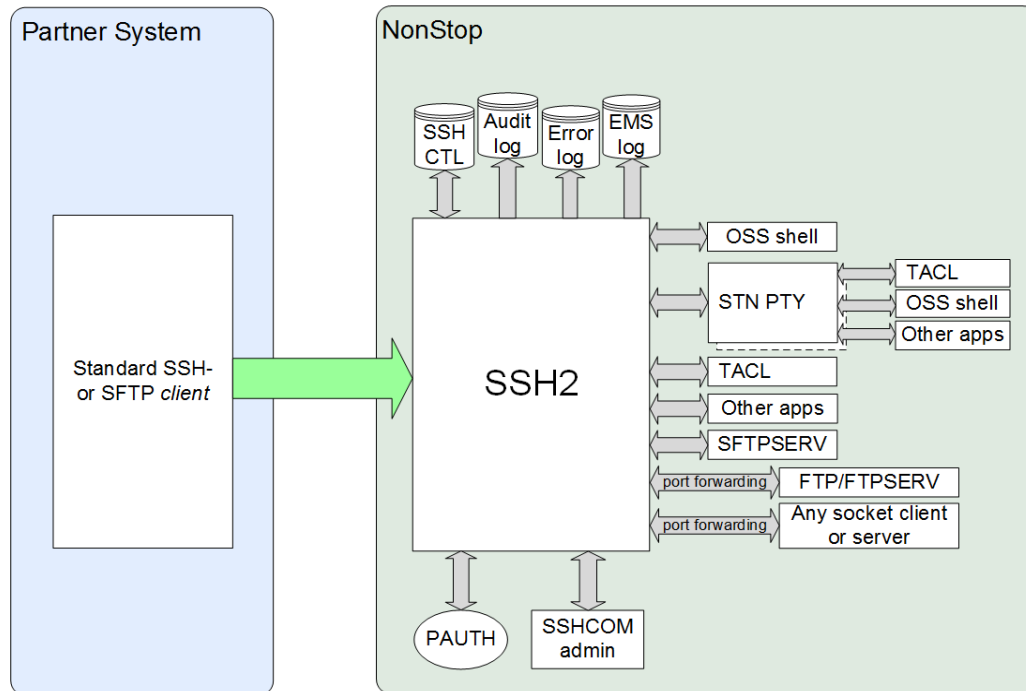 Partner System
NonStop
SSH
CTL
Audit
log
Error
log
EMS
log
OSS shell
STN PTY
TACL
OSS shell
Other apps
Standard SSH-
or SFTP client
SSH2
TACL
Other apps
SFTPSERV
port forwarding
FTP/FTPSERV
port forwarding
Any socket client
or server
PAUTH
SSHCOM
admin